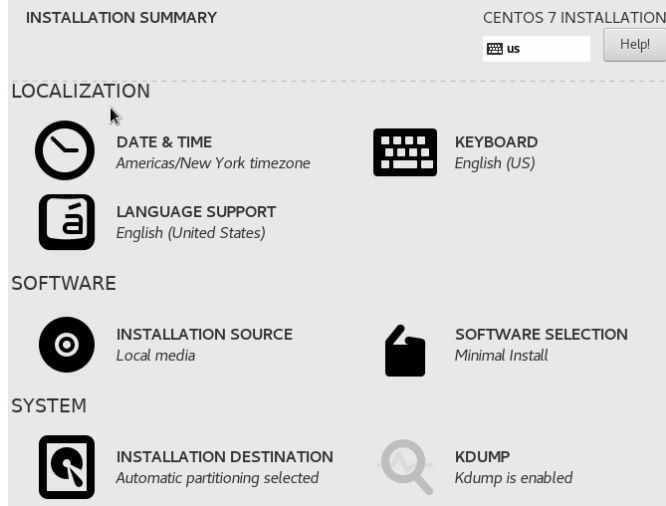 INSTALLATION SUMMARY
CENTOS 7 INSTALLATION
us
Help!
LOCALIZATION
DATE & TIME
Americas/New York timezone
KEYBOARD
English (US)
LANGUAGE SUPPORT
English (United States)
SOFTWARE
INSTALLATION SOURCE
Local media
SOFTWARE SELECTION
Minimal Install
SYSTEM
INSTALLATION DESTINATION
Automatic partitioning selected
KDUMP
Kdump is enabled